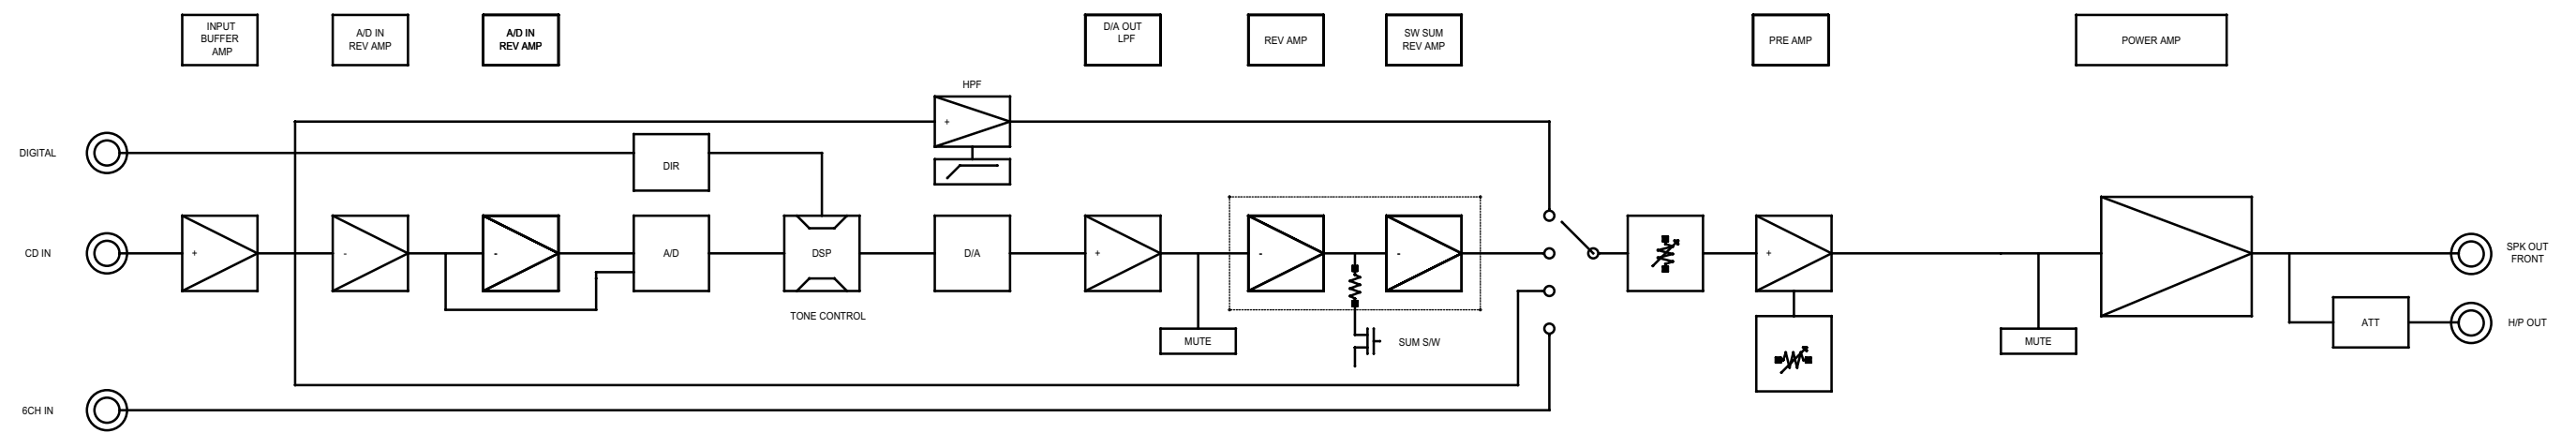 INPUT
BUFFER
AMP
A/D IN
REV AMP
A/D IN
REV AMP
D/A OUT
LPF
REV AMP
SW SUM
REV AMP
PRE AMP
POWER AMP
HPF
+
DIGITAL
DIR
CD IN
+
-
-
A/D
DSP
D/A
+
-
-
+
SPK OUT
FRONT
TONE CONTROL
MUTE
SUM S/W
MUTE
ATT
H/P OUT
6CH IN